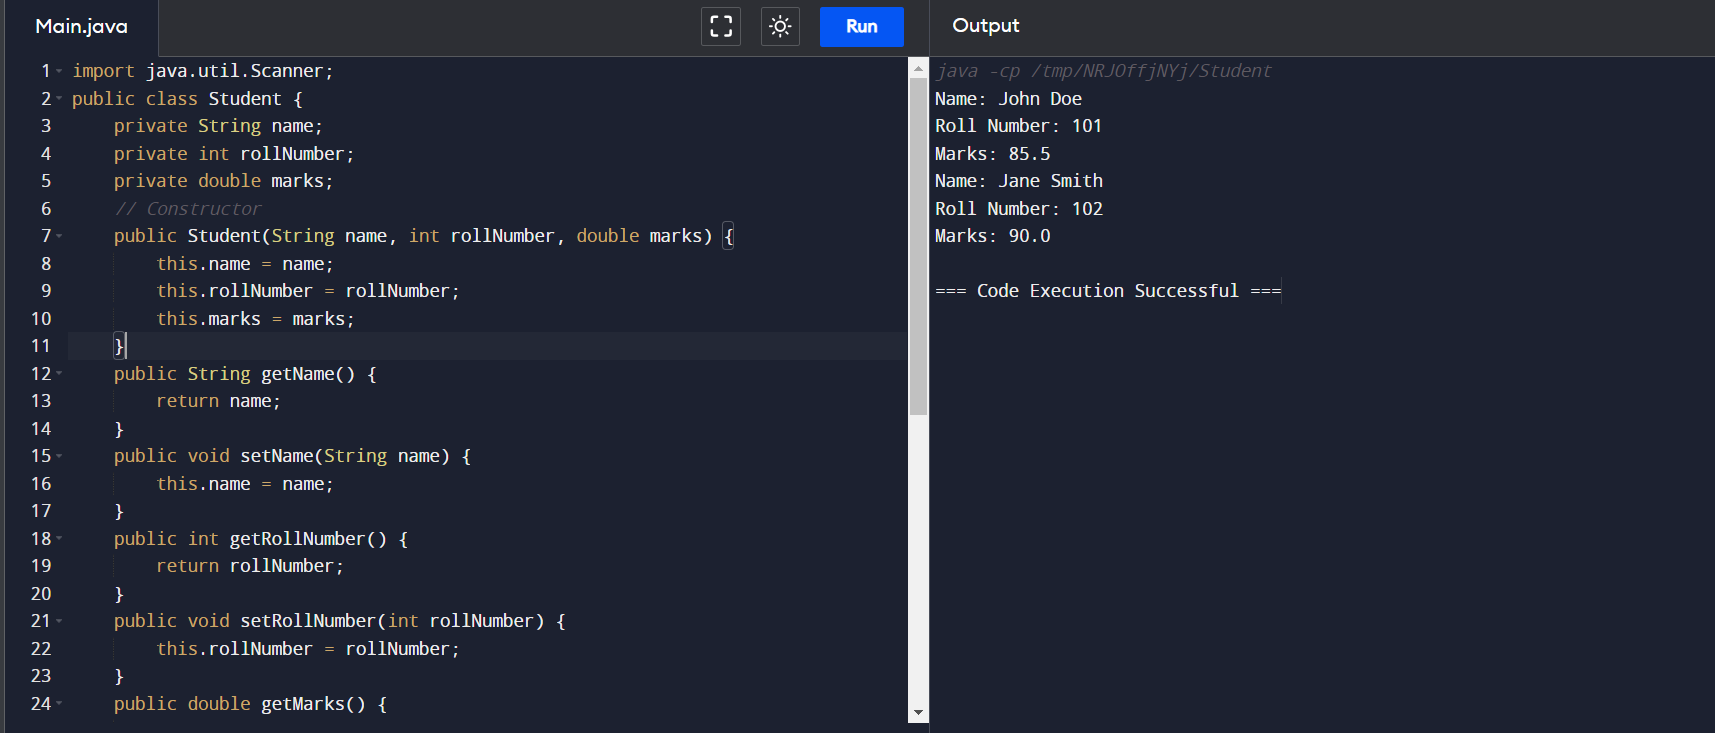 Main.java
Run
Output
1 import java.util.Scanner;
2 public class Student {
3     private String name;
4     private int rollNumber;
5     private double marks;
6     // Constructor
7     public Student(String name, int rollNumber, double marks) {
8         this.name = name;
9         this.rollNumber = rollNumber;
10         this.marks = marks;
11     }
12     public String getName() {
13         return name;
14     }
15     public void setName(String name) {
16         this.name = name;
17     }
18     public int getRollNumber() {
19         return rollNumber;
20     }
21     public void setRollNumber(int rollNumber) {
22         this.rollNumber = rollNumber;
23     }
24     public double getMarks() {
java -cp /tmp/NRJOffjNYj/Student
Name: John Doe
Roll Number: 101
Marks: 85.5
Name: Jane Smith
Roll Number: 102
Marks: 90.0
=== Code Execution Successful ===